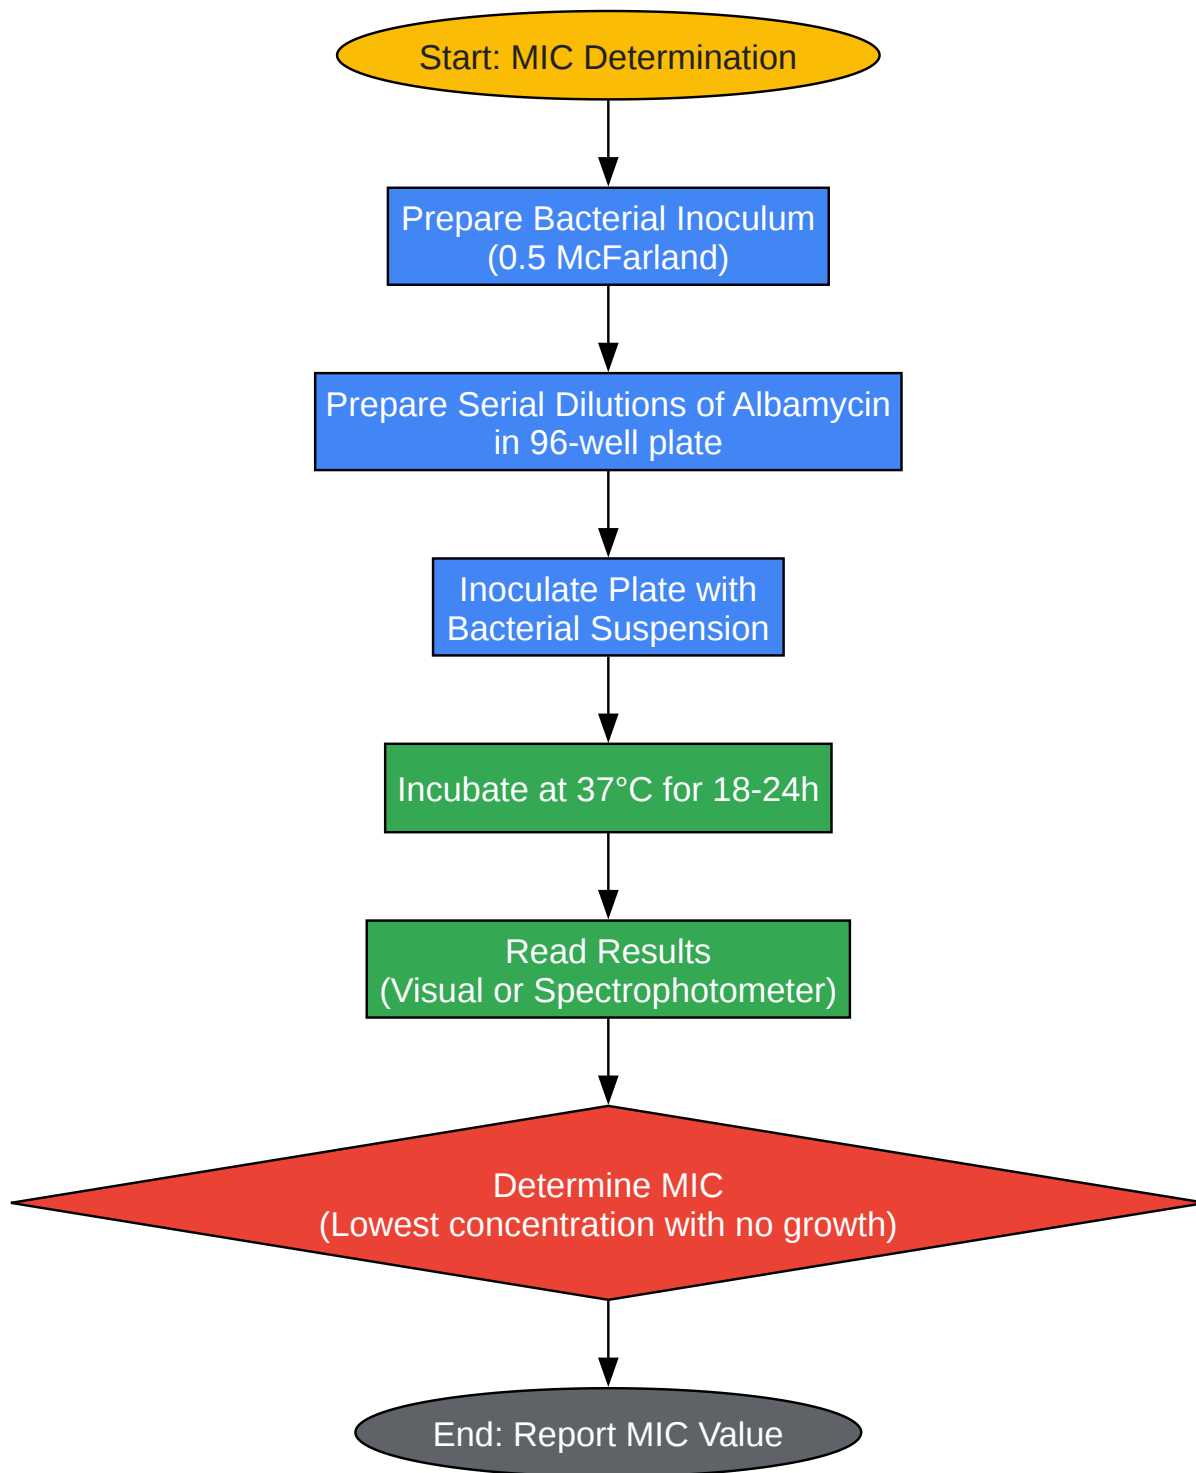 Start: MIC Determination
Prepare Bacterial Inoculum
(0.5 McFarland)
Prepare Serial Dilutions of Albamycin
in 96-well plate
Inoculate Plate with
Bacterial Suspension
Incubate at 37°C for 18-24h
Read Results
(Visual or Spectrophotometer)
Determine MIC
(Lowest concentration with no growth)
End: Report MIC Value